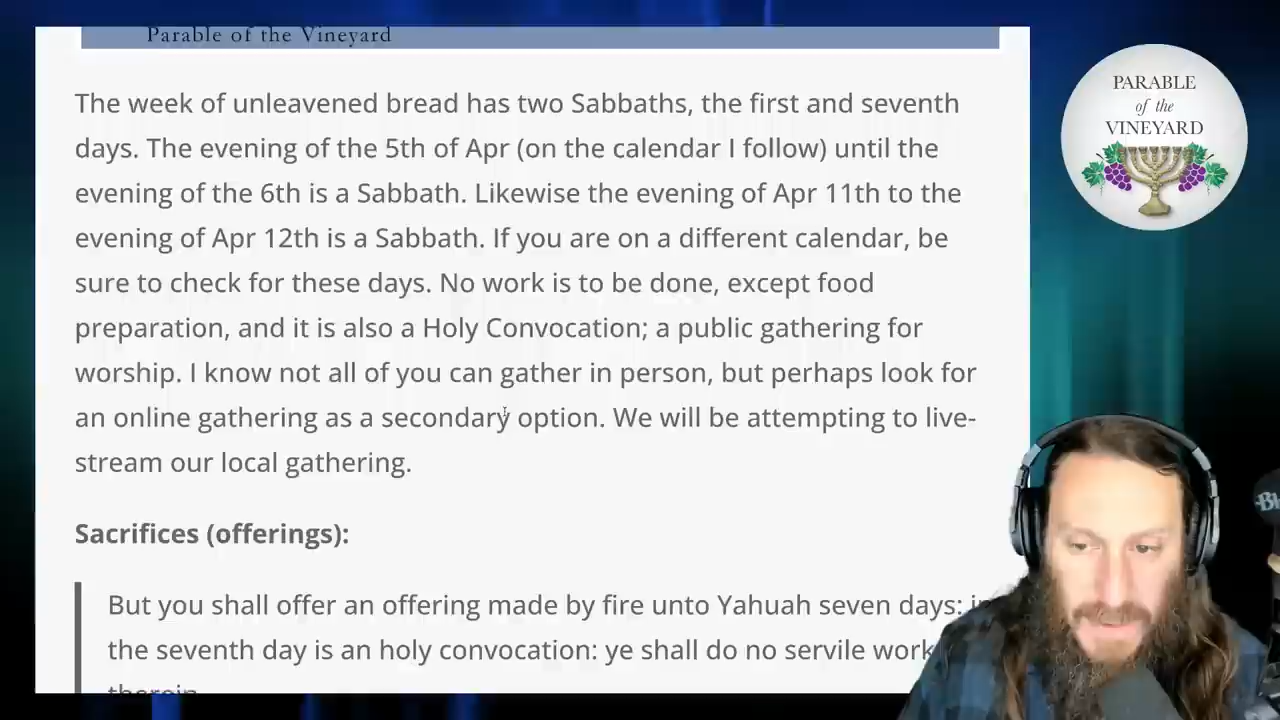 Parable of the Vineyard
The week of unleavened bread has two Sabbaths, the first and seventh
days. The evening of the 5th of Apr (on the calendar I follow) until the
evening of the 6th is a Sabbath. Likewise the evening of Apr 11th to the
evening of Apr 12th is a Sabbath. If you are on a different calendar, be
sure to check for these days. No work is to be done, except food
preparation, and it is also a Holy Convocation; a public gathering for
worship. I know not all of you can gather in person, but perhaps look for
an online gathering as a secondary option. We will be attempting to live-
stream our local gathering.
Sacrifices (offerings):
But you shall offer an offering made by fire unto Yahuah seven days:
the seventh day is an holy convocation: ye shall do no servile work
therein
PARABLE
of the
VINEYARD